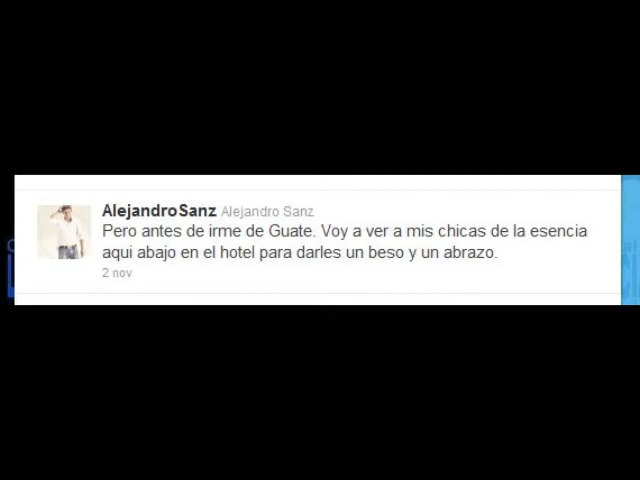 AlejandroSanz Alejandro Sanz
Pero antes de irme de Guate. Voy a ver a mis chicas de la esencia
aqui abajo en el hotel para darles un beso y un abrazo.
2 nov